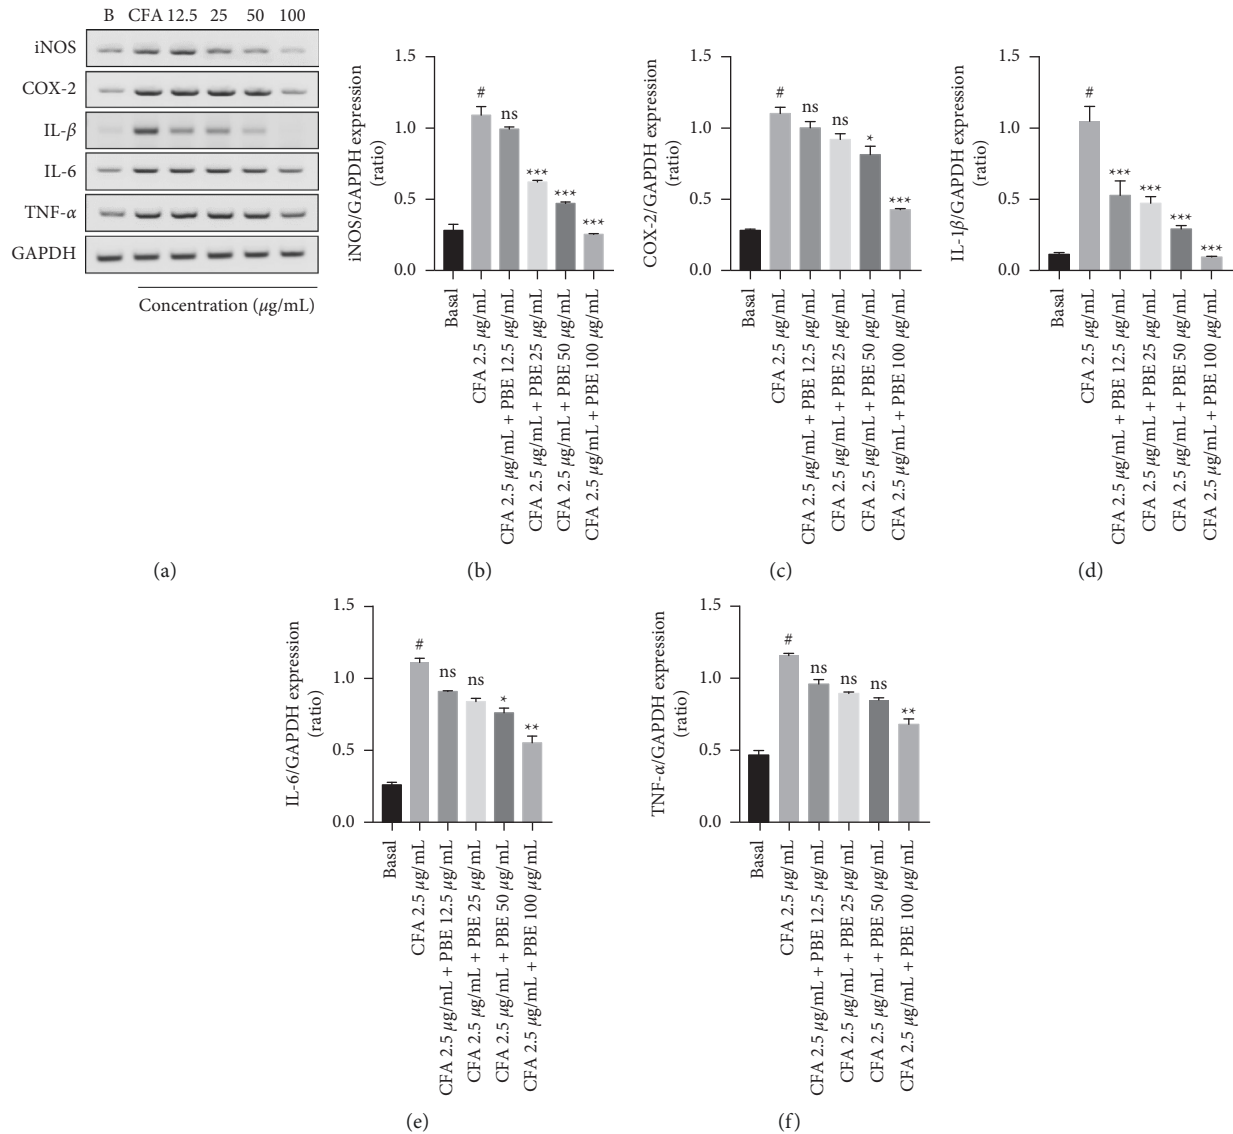 B CFA 12.5 25 50 100
iNOS
COX-2
IL-β
IL-6
TNF-α
GAPDH
Concentration (μg/mL)
(a)
iNOS/GAPDH expression
(ratio)
1.5
1.0
0.5
0.0
#
ns
***
***
***
Basal
CFA 2.5 μg/mL
CFA 2.5 μg/mL + PBE 12.5 μg/mL
CFA 2.5 μg/mL + PBE 25 μg/mL
CFA 2.5 μg/mL + PBE 50 μg/mL
CFA 2.5 μg/mL + PBE 100 μg/mL
(b)
COX-2/GAPDH expression
(ratio)
1.5
1.0
0.5
0.0
#
ns
ns
*
***
Basal
CFA 2.5 μg/mL
CFA 2.5 μg/mL + PBE 12.5 μg/mL
CFA 2.5 μg/mL + PBE 25 μg/mL
CFA 2.5 μg/mL + PBE 50 μg/mL
CFA 2.5 μg/mL + PBE 100 μg/mL
(c)
IL-1β/GAPDH expression
(ratio)
1.5
1.0
0.5
0.0
#
***
***
***
***
Basal
CFA 2.5 μg/mL
CFA 2.5 μg/mL + PBE 12.5 μg/mL
CFA 2.5 μg/mL + PBE 25 μg/mL
CFA 2.5 μg/mL + PBE 50 μg/mL
CFA 2.5 μg/mL + PBE 100 μg/mL
(d)
IL-6/GAPDH expression
(ratio)
1.5
1.0
0.5
0.0
#
ns
ns
*
**
Basal
CFA 2.5 μg/mL
CFA 2.5 μg/mL + PBE 12.5 μg/mL
CFA 2.5 μg/mL + PBE 25 μg/mL
CFA 2.5 μg/mL + PBE 50 μg/mL
CFA 2.5 μg/mL + PBE 100 μg/mL
(e)
TNF-α/GAPDH expression
(ratio)
1.5
1.0
0.5
0.0
#
ns
ns
ns
**
Basal
CFA 2.5 μg/mL
CFA 2.5 μg/mL + PBE 12.5 μg/mL
CFA 2.5 μg/mL + PBE 25 μg/mL
CFA 2.5 μg/mL + PBE 50 μg/mL
CFA 2.5 μg/mL + PBE 100 μg/mL
(f)